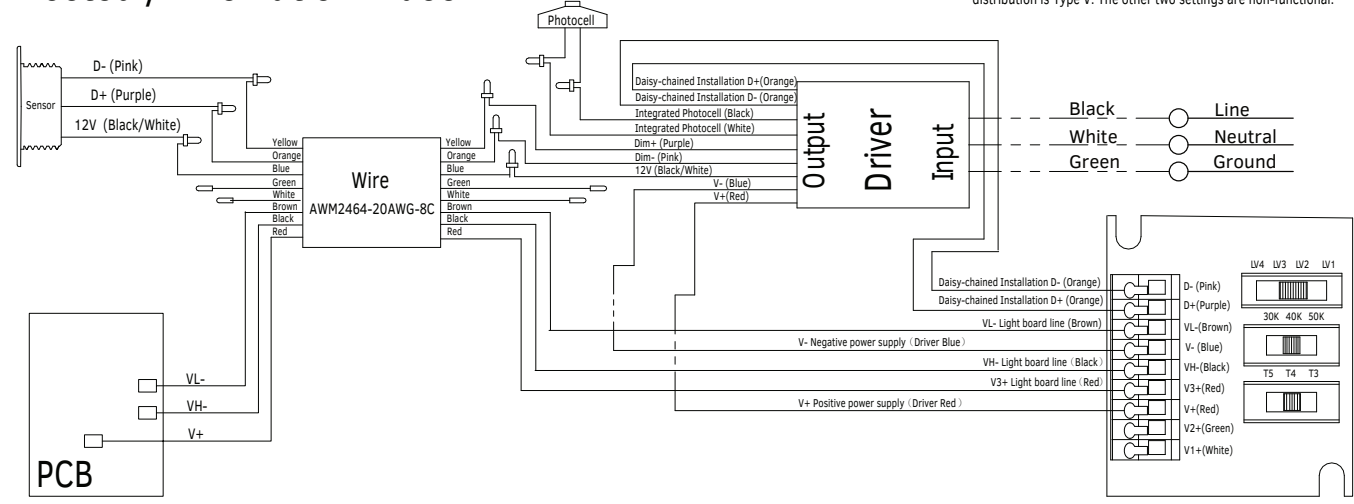 distribution is Type V. The other two settings are non-functional.
Photocell
Sensor
D- (Pink)
D+ (Purple)
12V (Black/White)
Yellow
Orange
Blue
Green
White
Brown
Black
Red
Wire
AWM2464-20AWG-8C
Yellow
Orange
Blue
Green
White
Brown
Black
Red
Daisy-chained Installation D+(Orange)
Daisy-chained Installation D- (Orange)
Integrated Photocell (Black)
Integrated Photocell (White)
Dim+ (Purple)
Dim- (Pink)
12V (Black/White)
V- (Blue)
V+(Red)
Output
Driver
Input
Black
Line
White
Neutral
Green
Ground
Daisy-chained Installation D- (Orange)
Daisy-chained Installation D+ (Orange)
VL- Light board line (Brown)
V- Negative power supply（Driver Blue）
VH- Light board line（Black）
V3+ Light board line（Red）
V+ Positive power supply（Driver Red）
D- (Pink)
D+(Purple)
VL-(Brown)
V- (Blue)
VH-(Black)
V3+(Red)
V+(Red)
V2+(Green)
V1+(White)
LV4 LV3 LV2 LV1
30K 40K 50K
T5 T4 T3
VL-
VH-
V+
PCB